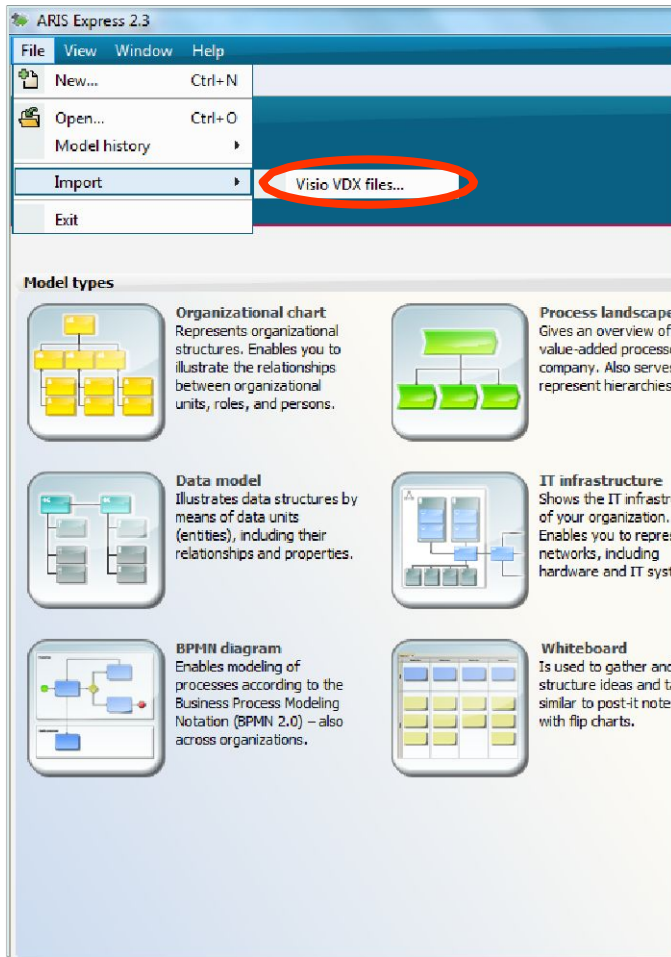 ARIS Express 2.3
File View Window Help
New... Ctrl+N
Open... Ctrl+O
Model history
Import
Visio VDX files...
Exit
Model types
Organizational chart
Represents organizational
structures. Enables you to
illustrate the relationships
between organizational
units, roles, and persons.
Process landscape
Gives an overview of
value-added process
company. Also serves
represent hierarchies
Data model
Illustrates data structures by
means of data units
(entities), including their
relationships and properties.
IT infrastructure
Shows the IT infrastr
of your organization.
Enables you to repres
networks, including
hardware and IT syst
BPMN diagram
Enables modeling of
processes according to the
Business Process Modeling
Notation (BPMN 2.0) – also
across organizations.
Whiteboard
Is used to gather and
structure ideas and ta
similar to post-it note
with flip charts.